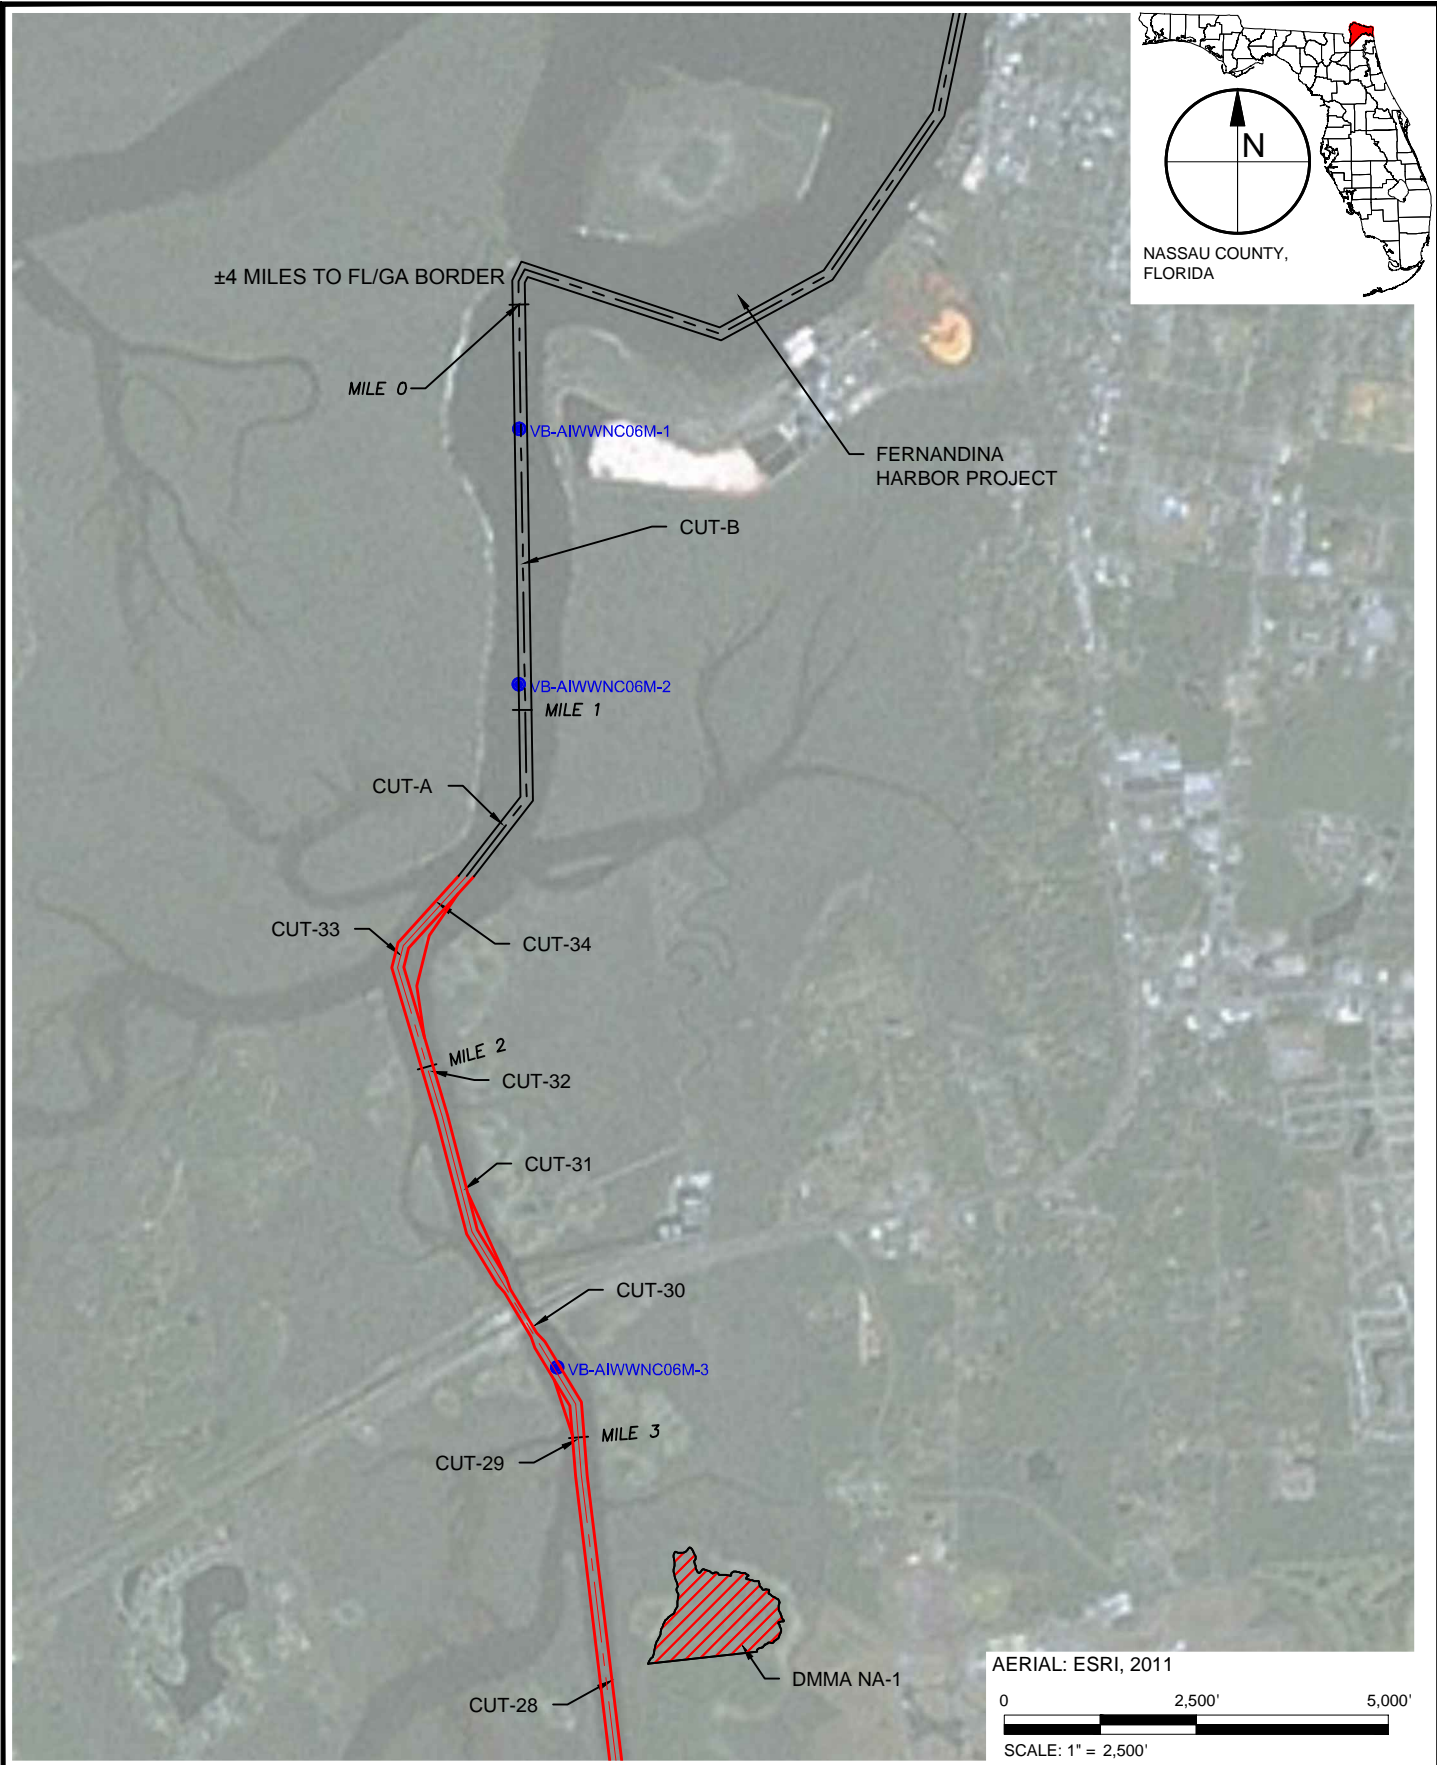 N
NASSAU COUNTY,
FLORIDA
±4 MILES TO FL/GA BORDER
MILE 0
VB-AIWWNC06M-1
FERNANDINA
HARBOR PROJECT
CUT-B
VB-AIWWNC06M-2
MILE 1
CUT-A
CUT-33
CUT-34
MILE 2
CUT-32
CUT-31
CUT-30
VB-AIWWNC06M-3
MILE 3
CUT-29
DMMA NA-1
CUT-28
AERIAL: ESRI, 2011
0 2,500' 5,000'
SCALE: 1" = 2,500'